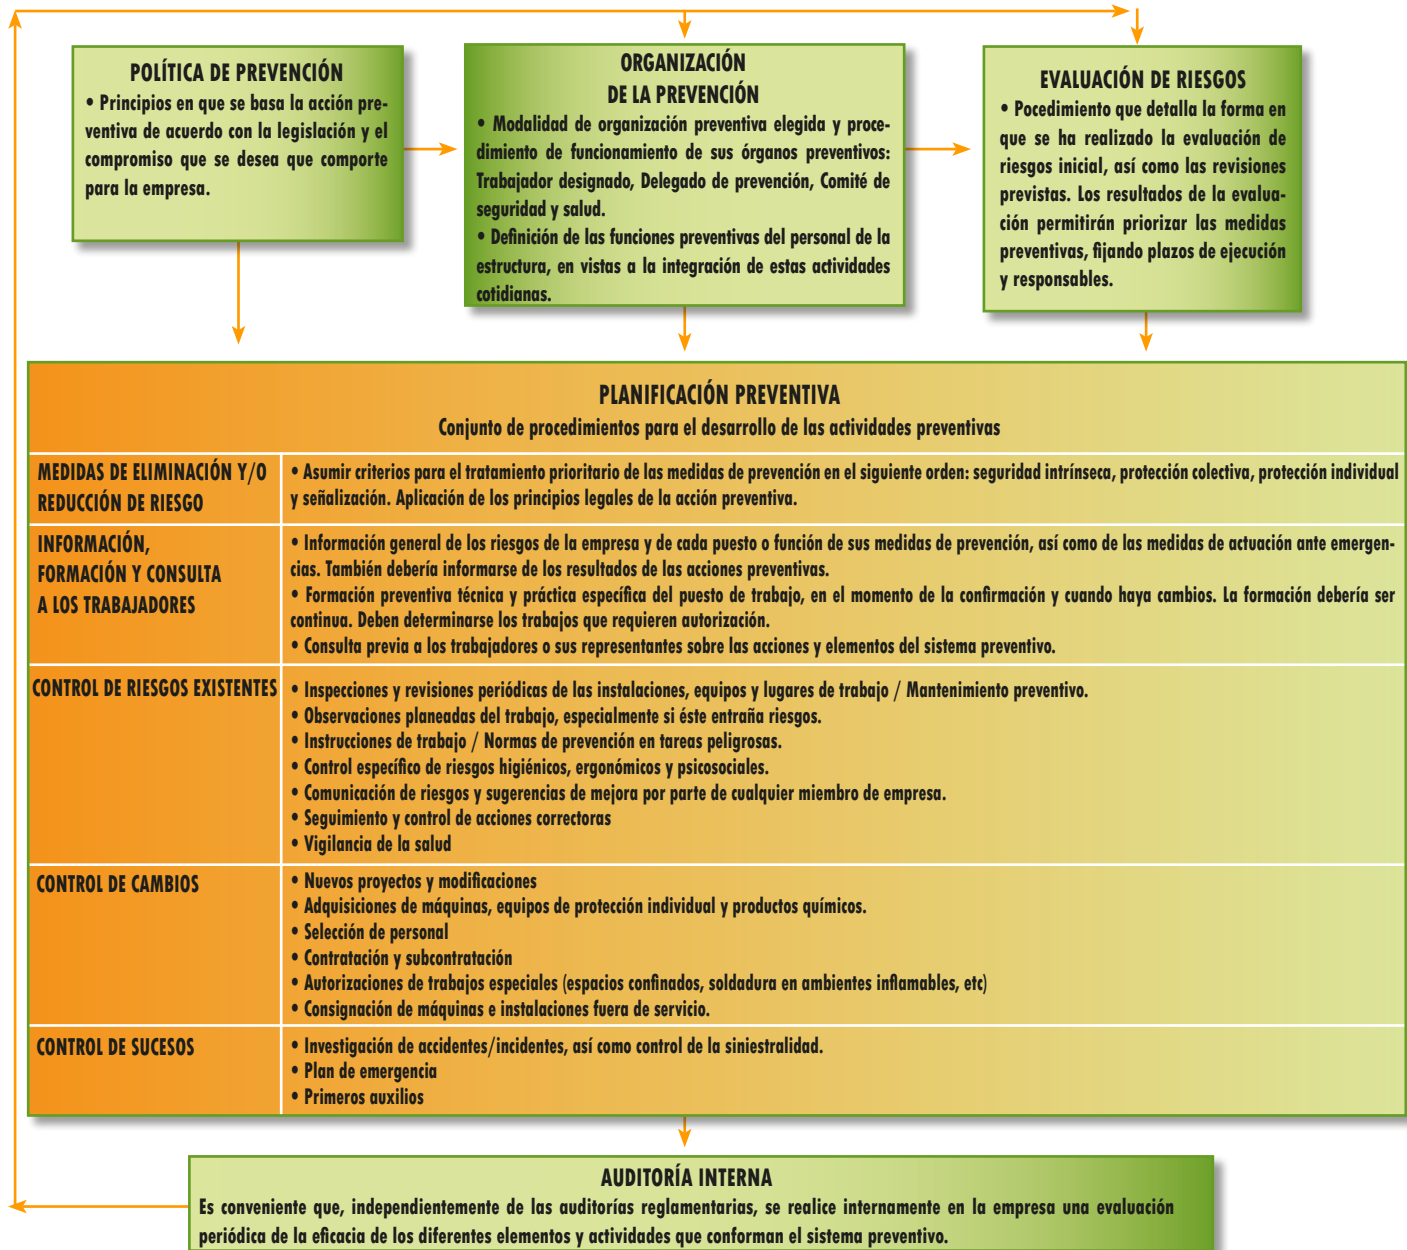 POLÍTICA DE PREVENCIÓN
• Principios en que se basa la acción pre-
ventiva de acuerdo con la legislación y el
compromiso que se desea que comporte
para la empresa.
ORGANIZACIÓN
DE LA PREVENCIÓN
• Modalidad de organización preventiva elegida y proce-
dimiento de funcionamiento de sus órganos preventivos:
Trabajador designado, Delegado de prevención, Comité de
seguridad y salud.
• Definición de las funciones preventivas del personal de la
estructura, en vistas a la integración de estas actividades
cotidianas.
EVALUACIÓN DE RIESGOS
• Pocedimiento que detalla la forma en
que se ha realizado la evaluación de
riesgos inicial, así como las revisiones
previstas. Los resultados de la evalua-
ción permitirán priorizar las medidas
preventivas, fijando plazos de ejecución
y responsables.
PLANIFICACIÓN PREVENTIVA
Conjunto de procedimientos para el desarrollo de las actividades preventivas
MEDIDAS DE ELIMINACIÓN Y/O
REDUCCIÓN DE RIESGO
• Asumir criterios para el tratamiento prioritario de las medidas de prevención en el siguiente orden: seguridad intrínseca, protección colectiva, protección individual
y señalización. Aplicación de los principios legales de la acción preventiva.
INFORMACIÓN,
FORMACIÓN Y CONSULTA
A LOS TRABAJADORES
• Información general de los riesgos de la empresa y de cada puesto o función de sus medidas de prevención, así como de las medidas de actuación ante emergen-
cias. También debería informarse de los resultados de las acciones preventivas.
• Formación preventiva técnica y práctica específica del puesto de trabajo, en el momento de la confirmación y cuando haya cambios. La formación debería ser
continua. Deben determinarse los trabajos que requieren autorización.
• Consulta previa a los trabajadores o sus representantes sobre las acciones y elementos del sistema preventivo.
CONTROL DE RIESGOS EXISTENTES
• Inspecciones y revisiones periódicas de las instalaciones, equipos y lugares de trabajo / Mantenimiento preventivo.
• Observaciones planeadas del trabajo, especialmente si éste entraña riesgos.
• Instrucciones de trabajo / Normas de prevención en tareas peligrosas.
• Control específico de riesgos higiénicos, ergonómicos y psicosociales.
• Comunicación de riesgos y sugerencias de mejora por parte de cualquier miembro de empresa.
• Seguimiento y control de acciones correctoras
• Vigilancia de la salud
CONTROL DE CAMBIOS
• Nuevos proyectos y modificaciones
• Adquisiciones de máquinas, equipos de protección individual y productos químicos.
• Selección de personal
• Contratación y subcontratación
• Autorizaciones de trabajos especiales (espacios confinados, soldadura en ambientes inflamables, etc)
• Consignación de máquinas e instalaciones fuera de servicio.
CONTROL DE SUCESOS
• Investigación de accidentes/incidentes, así como control de la siniestralidad.
• Plan de emergencia
• Primeros auxilios
AUDITORÍA INTERNA
Es conveniente que, independientemente de las auditorías reglamentarias, se realice internamente en la empresa una evaluación
periódica de la eficacia de los diferentes elementos y actividades que conforman el sistema preventivo.